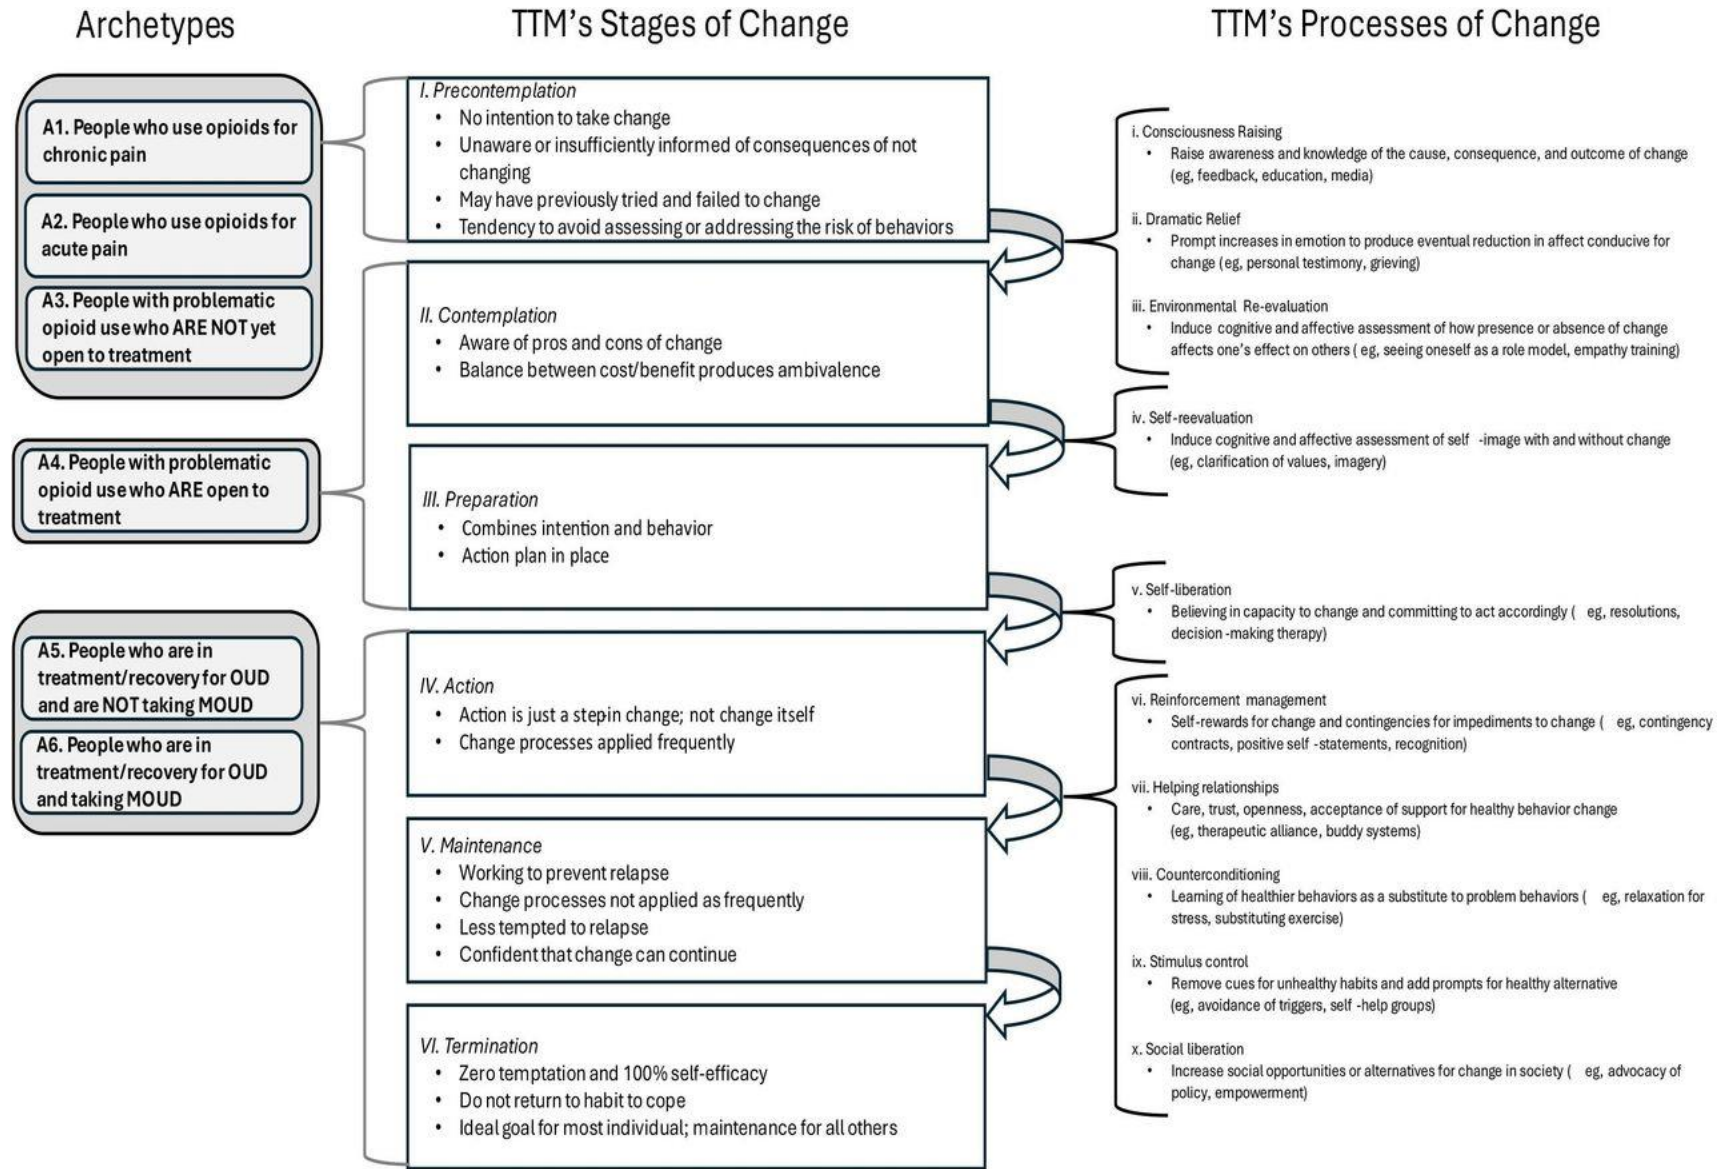 Archetypes
TTM's Stages of Change
TTM's Processes of Change
A1. People who use opioids for
chronic pain
A2. People who use opioids for
acute pain
A3. People with problematic
opioid use who ARE NOT yet
open to treatment
A4. People with problematic
opioid use who ARE open to
treatment
A5. People who are in
treatment/recovery for OUD
and are NOT taking MOUD
A6. People who are in
treatment/recovery for OUD
and taking MOUD
I. Precontemplation
• No intention to take change
• Unaware or insufficiently informed of consequences of not
changing
• May have previously tried and failed to change
• Tendency to avoid assessing or addressing the risk of behaviors
II. Contemplation
• Aware of pros and cons of change
• Balance between cost/benefit produces ambivalence
III. Preparation
• Combines intention and behavior
• Action plan in place
IV. Action
• Action is just a step in change; not change itself
• Change processes applied frequently
V. Maintenance
• Working to prevent relapse
• Change processes not applied as frequently
• Less tempted to relapse
• Confident that change can continue
VI. Termination
• Zero temptation and 100% self-efficacy
• Do not return to habit to cope
• Ideal goal for most individual; maintenance for all others
i. Consciousness Raising
• Raise awareness and knowledge of the cause, consequence, and outcome of change
(eg, feedback, education, media)
ii. Dramatic Relief
• Prompt increases in emotion to produce eventual reduction in affect conducive for
change (eg, personal testimony, grieving)
iii. Environmental Re-evaluation
• Induce cognitive and affective assessment of how presence or absence of change
affects one's effect on others ( eg, seeing oneself as a role model, empathy training)
iv. Self-reevaluation
• Induce cognitive and affective assessment of self -image with and without change
(eg, clarification of values, imagery)
v. Self-liberation
• Believing in capacity to change and committing to act accordingly ( eg, resolutions,
decision -making therapy)
vi. Reinforcement management
• Self-rewards for change and contingencies for impediments to change ( eg, contingency
contracts, positive self -statements, recognition)
vii. Helping relationships
• Care, trust, openness, acceptance of support for healthy behavior change
(eg, therapeutic alliance, buddy systems)
viii. Counterconditioning
• Learning of healthier behaviors as a substitute to problem behaviors ( eg, relaxation for
stress, substituting exercise)
ix. Stimulus control
• Remove cues for unhealthy habits and add prompts for healthy alternative
(eg, avoidance of triggers, self -help groups)
x. Social liberation
• Increase social opportunities or alternatives for change in society ( eg, advocacy of
policy, empowerment)